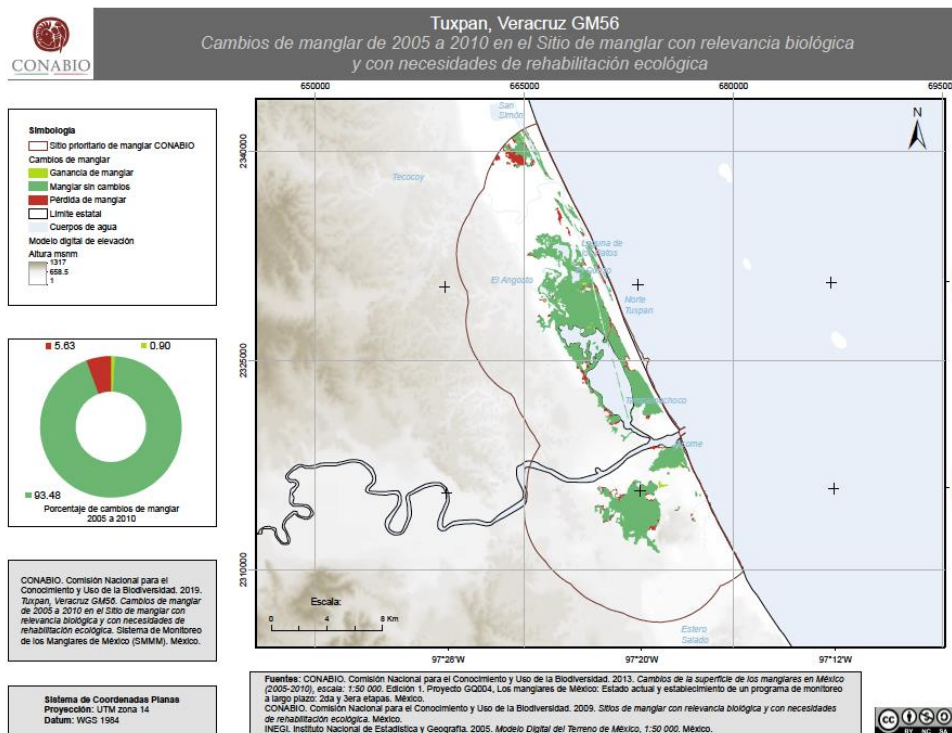 CONABIO
Tuxpan, Veracruz GM56
Cambios de manglar de 2005 a 2010 en el Sitio de manglar con relevancia biológica
y con necesidades de rehabilitación ecológica
Simbología
Sitio prioritario de manglar CONABIO
Cambios de manglar
Ganancia de manglar
Manglar sin cambios
Pérdida de manglar
Límite estatal
Cuerpos de agua
Modelo digital de elevación
Altura msnm
1317
658.5
1
5.63
0.90
93.48
Porcentaje de cambios de manglar
2005 a 2010
CONABIO. Comisión Nacional para el
Conocimiento y Uso de la Biodiversidad. 2019.
Tuxpan, Veracruz GM56. Cambios de manglar
de 2005 a 2010 en el Sitio de manglar con
relevancia biológica y con necesidades de
rehabilitación ecológica. Sistema de Monitoreo
de los Manglares de México (SMMM). México.
Sistema de Coordenadas Planas
Proyección: UTM zona 14
Datum: WGS 1984
650000
665000
680000
69500
2340000
2325000
2310000
N
San
Simón
Tecocoy
Laguna de
El Angosto
Norte
Tuxpan
Estero
Salado
Escala:
0
4
8 Km
97°26'W
97°20'W
97°12'W
Fuentes: CONABIO. Comisión Nacional para el Conocimiento y Uso de la Biodiversidad. 2013. Cambios de la superficie de los manglares en México
(2005-2010), escala: 1:50 000. Edición 1. Proyecto GQ004, Los manglares de México: Estado actual y establecimiento de un programa de monitoreo
a largo plazo: 2da y 3era etapas. México.
CONABIO. Comisión Nacional para el Conocimiento y Uso de la Biodiversidad. 2009. Sitios de manglar con relevancia biológica y con necesidades
de rehabilitación ecológica. México.
INEGI. Instituto Nacional de Estadística y Geografía. 2005. Modelo Digital del Terreno de México, 1:50 000. México.
cc
BY NC SA